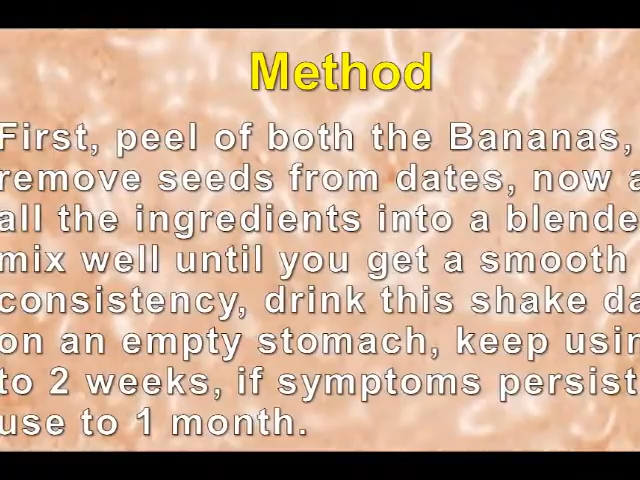 Method
First, peel of both the Bananas,
remove seeds from dates, now a
all the ingredients into a blende
mix well until you get a smooth
consistency, drink this shake da
on an empty stomach, keep usin
to 2 weeks, if symptoms persist
use to 1 month.